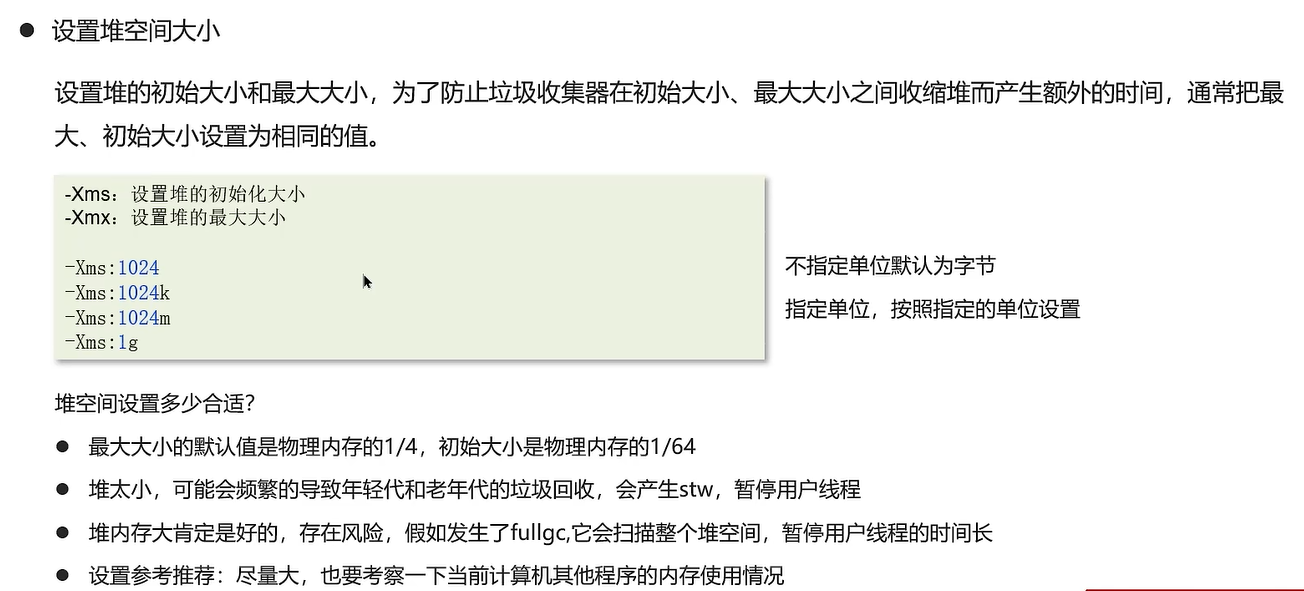 ● 设置堆空间大小
设置堆的初始大小和最大大小，为了防止垃圾收集器在初始大小、最大大小之间收缩堆而产生额外的时间，通常把最
大、初始大小设置为相同的值。
-Xms：设置堆的初始化大小
-Xmx：设置堆的最大大小
-Xms:1024
-Xms:1024k
-Xms:1024m
-Xms:1g
不指定单位默认为字节
指定单位，按照指定的单位设置
堆空间设置多少合适？
● 最大大小的默认值是物理内存的1/4，初始大小是物理内存的1/64
● 堆太小，可能会频繁的导致年轻代和老年代的垃圾回收，会产生stw，暂停用户线程
● 堆内存大肯定是好的，存在风险，假如发生了fullgc,它会扫描整个堆空间，暂停用户线程的时间长
● 设置参考推荐：尽量大，也要考察一下当前计算机其他程序的内存使用情况